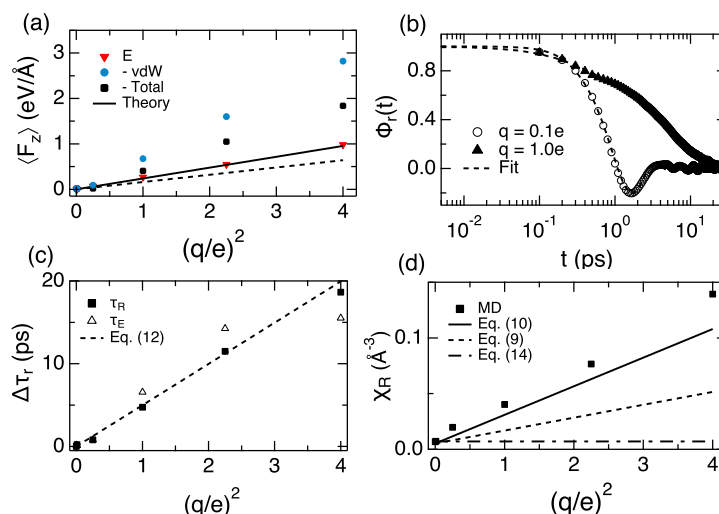 (a)
⟨F_z⟩ (eV/Å)
3
2
1
0
E
- vdW
- Total
Theory
0 1 2 3 4
(q/e)^2
(b)
Φ_r(t)
0.8
0.4
0.0
q = 0.1e
q = 1.0e
Fit
10^-2 10^-1 10^0 10^1
t (ps)
(c)
Δτ_r (ps)
20
10
0
τ_R
τ_E
Eq. (12)
0 1 2 3 4
(q/e)^2
(d)
χ_R (Å^-3)
0.1
0.0
MD
Eq. (10)
Eq. (9)
Eq. (14)
0 1 2 3 4
(q/e)^2